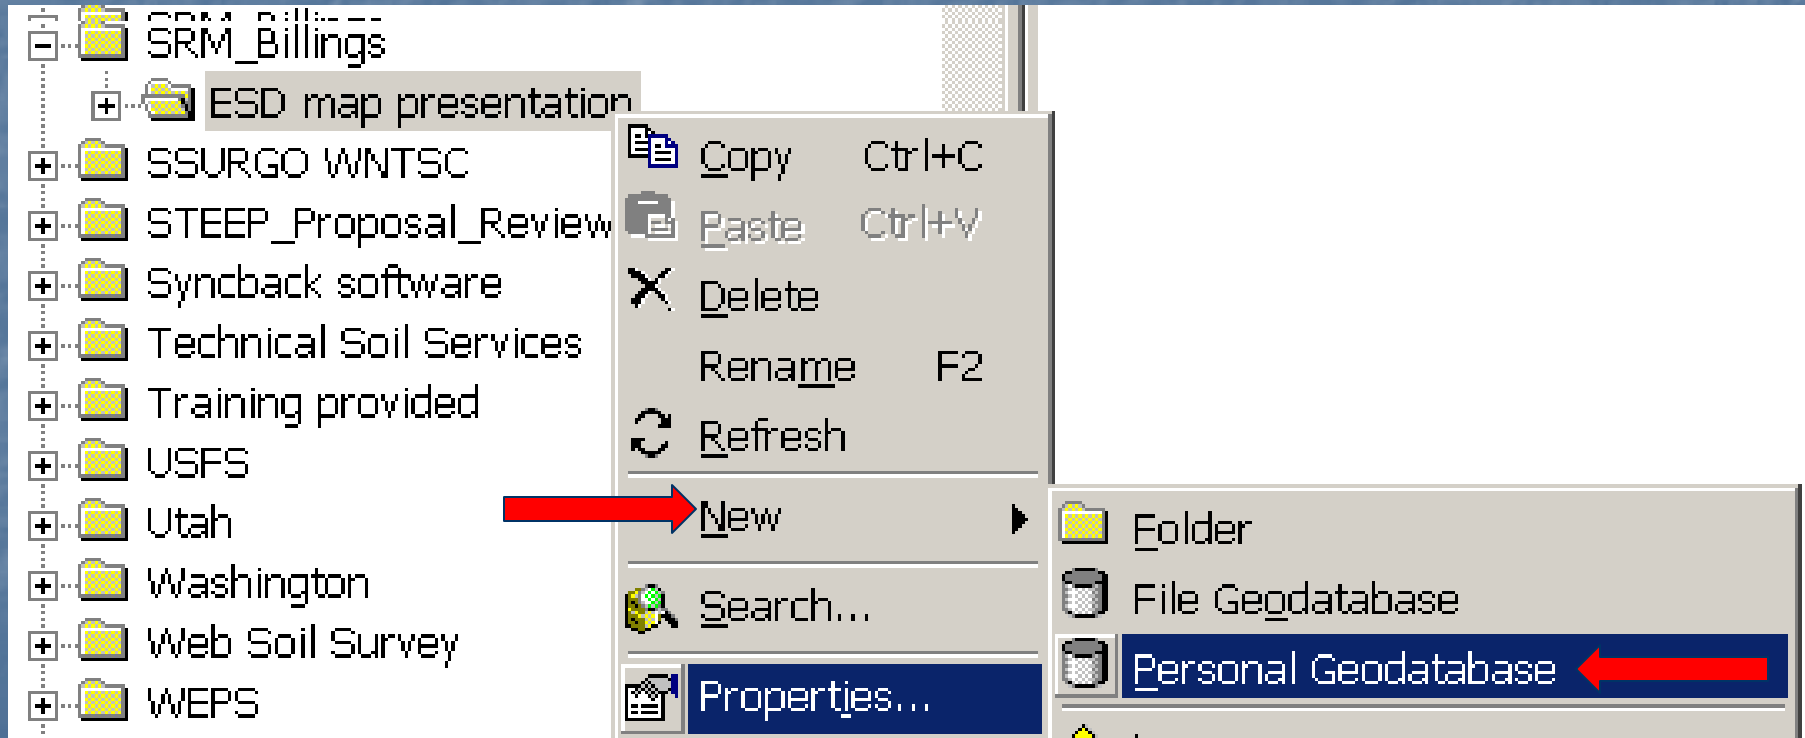 SRM_Billings
ESD map presentation
SSURGO WNTSC
STEEP_Proposal_Review
Syncback software
Technical Soil Services
Training provided
USFS
Utah
Washington
Web Soil Survey
WEPS
Copy Ctrl+C
Paste Ctrl+V
Delete
Rename F2
Refresh
New
Search...
Properties...
Folder
File Geodatabase
Personal Geodatabase